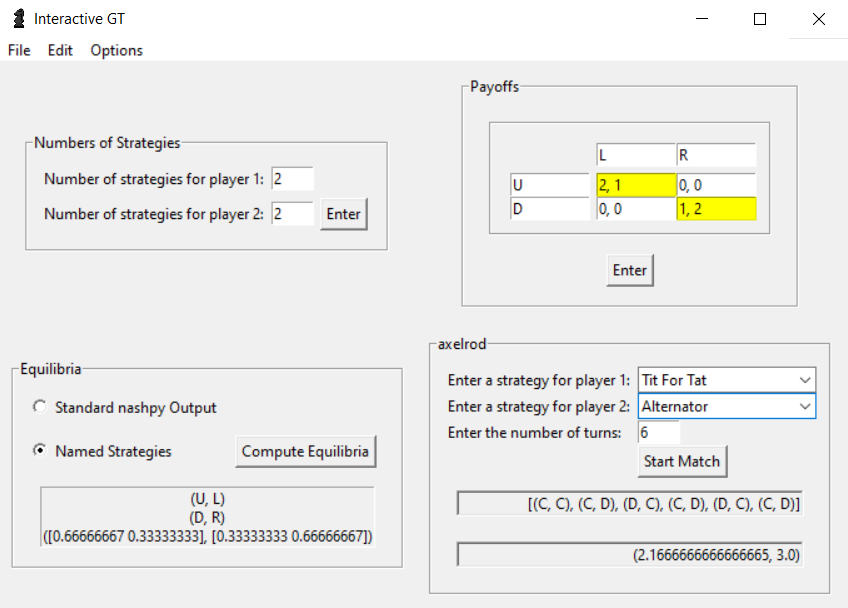 Interactive GT
File Edit Options
Numbers of Strategies
Number of strategies for player 1: 2
Number of strategies for player 2: 2 Enter
Payoffs
L R
U 2, 1 0, 0
D 0, 0 1, 2
Enter
Equilibria
Standard nashpy Output
Named Strategies Compute Equilibria
(U, L)
(D, R)
([0.66666667 0.33333333], [0.33333333 0.66666667])
axelrod
Enter a strategy for player 1: Tit For Tat
Enter a strategy for player 2: Alternator
Enter the number of turns: 6
Start Match
[(C, C), (C, D), (D, C), (C, D), (D, C), (C, D)]
(2.1666666666666665, 3.0)